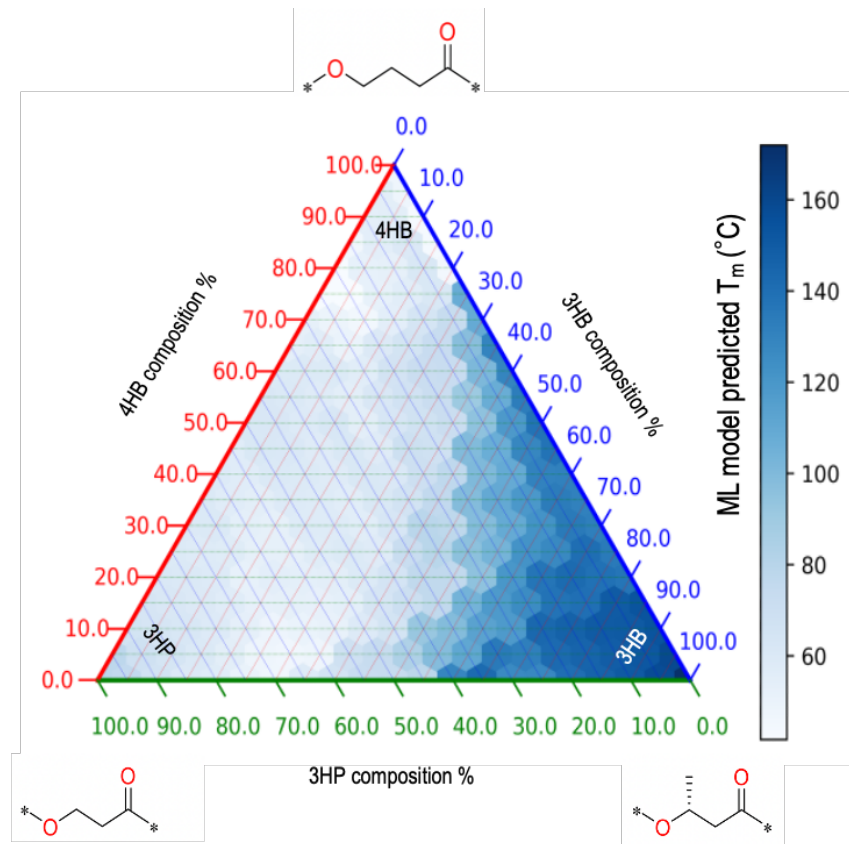 O
* O *
0.0
100.0
10.0
90.0
4HB
20.0
80.0
30.0
70.0
40.0
60.0
50.0
50.0
60.0
40.0
70.0
30.0
80.0
20.0
90.0
10.0
100.0
0.0
4HB composition %
3HB composition %
3HP
3HB
100.0 90.0 80.0 70.0 60.0 50.0 40.0 30.0 20.0 10.0 0.0
3HP composition %
160
140
120
100
80
60
ML model predicted Tm (˚C)
O
* O *
O
* O *